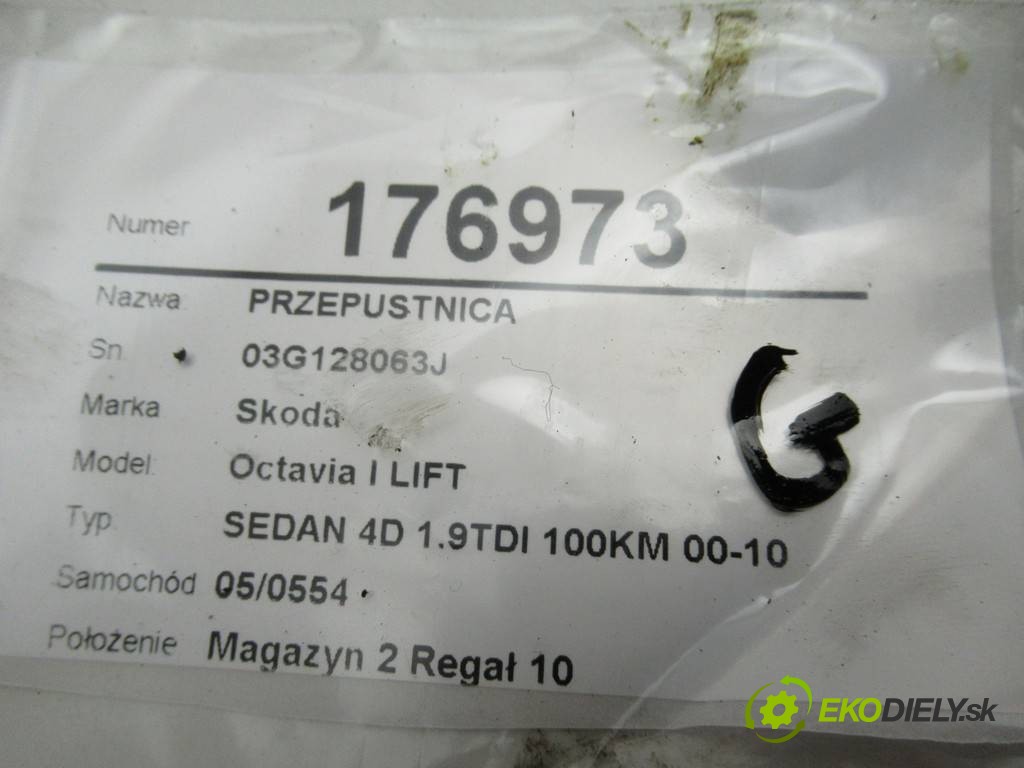 Numer 176973
Nazwa PRZEPUSTNICA
Sn 03G128063J
Marka Skoda
Model: Octavia I LIFT
Typ SEDAN 4D 1.9TDI 100KM 00-10
Samochód 05/0554
Położenie Magazyn 2 Regał 10
G
EKODIELY.sk